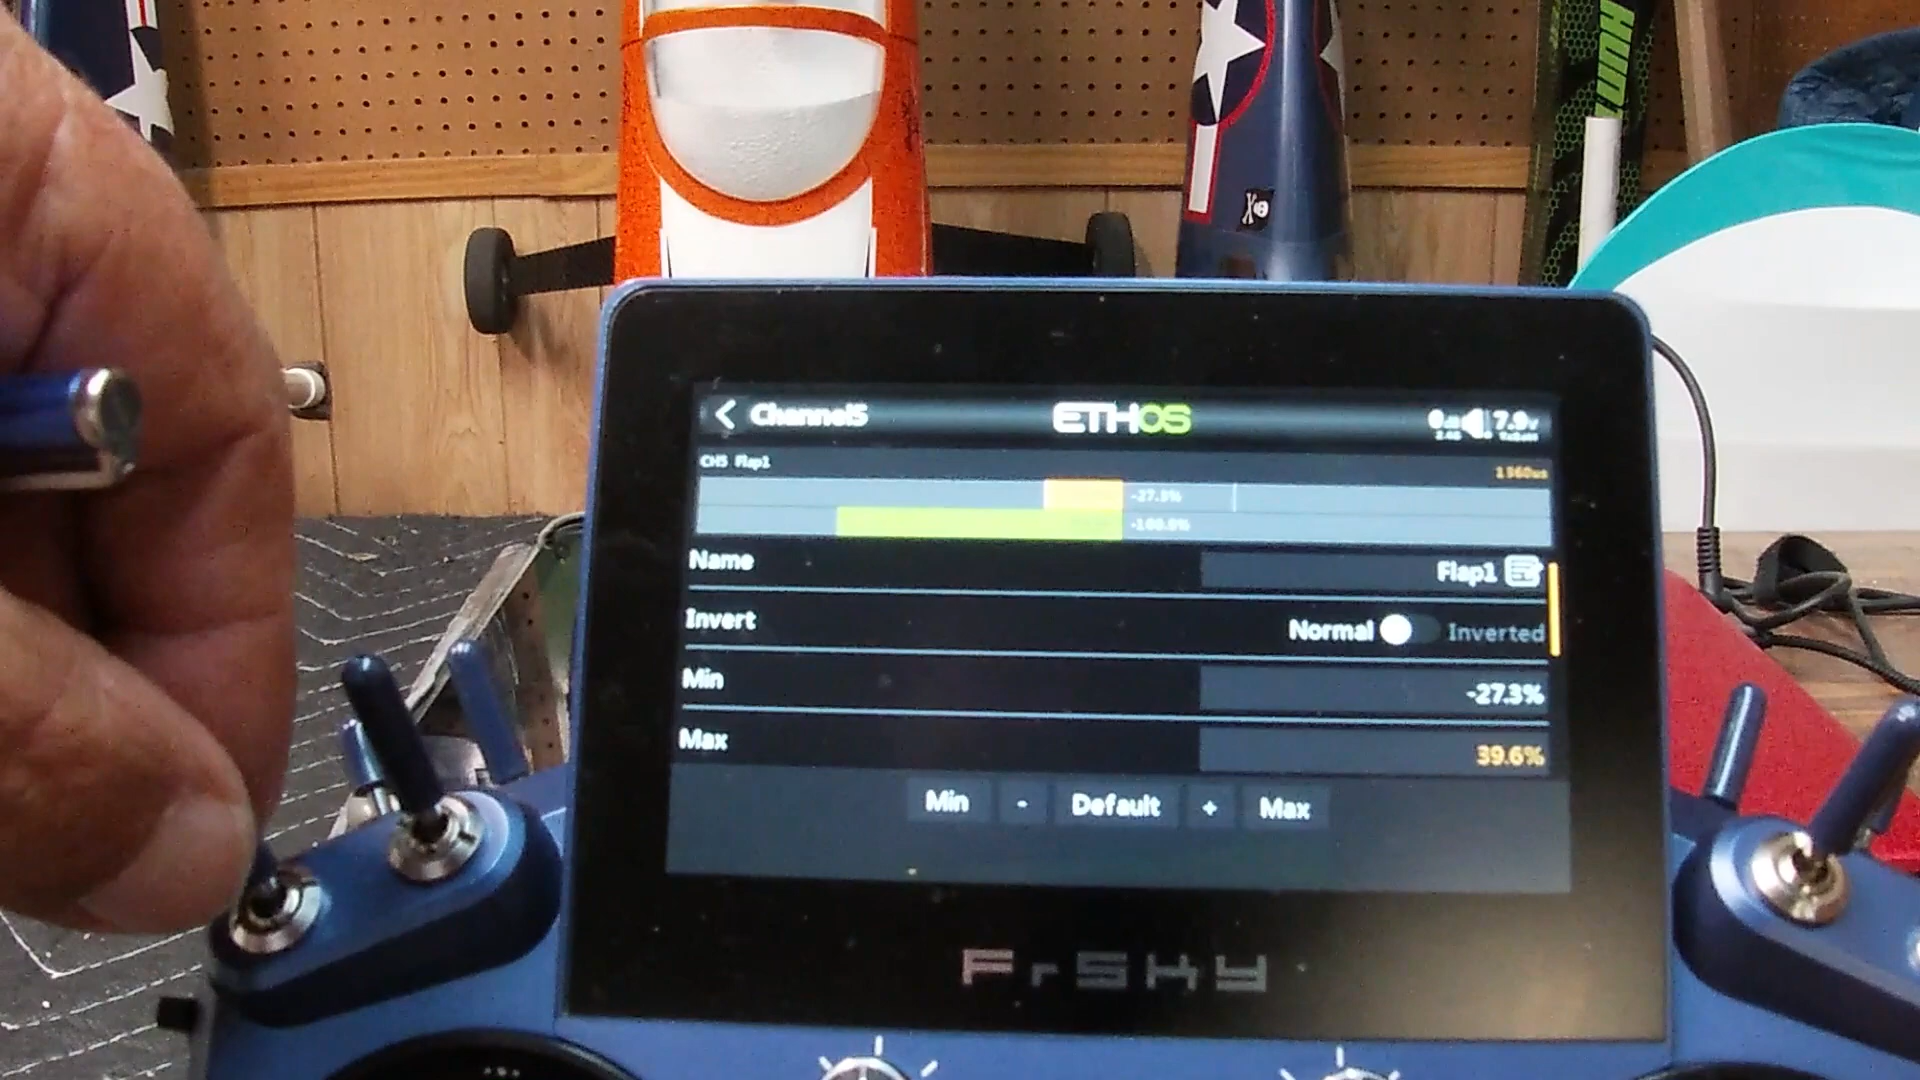 Channel5
ETHOS
7.9v
CH5 Flap1
1360us
-27.3%
-100.0%
Name
Flap1
Invert
Normal
Inverted
Min
-27.3%
Max
39.6%
Min - Default + Max
FrSKY